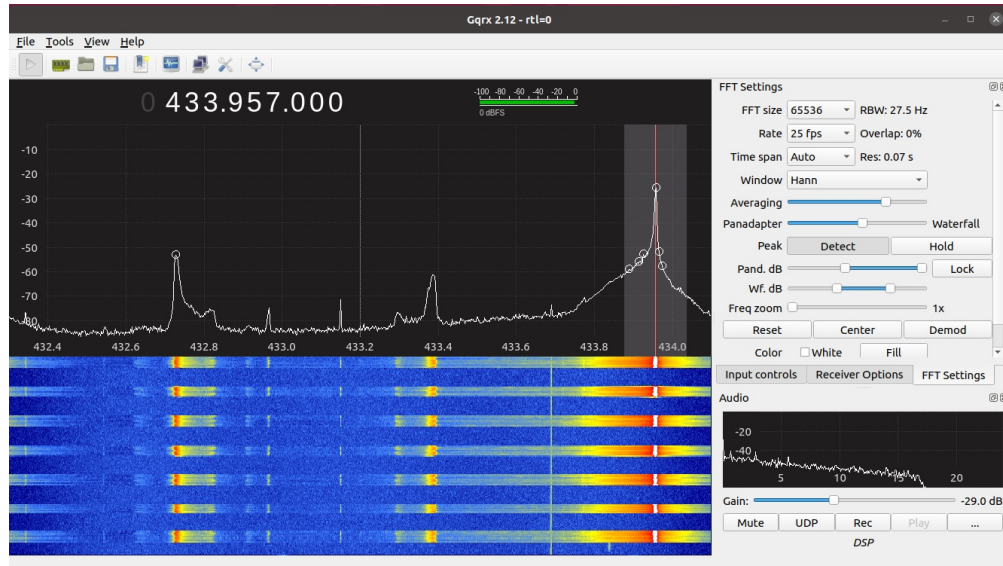 Gqrx 2.12 - rtl=0
File Tools View Help
0 433.957.000
-100 -80 -60 -40 -20 0
0 dBFS
-10
-20
-30
-40
-50
-60
-70
-80
432.4 432.6 432.8 433.0 433.2 433.4 433.6 433.8 434.0
FFT Settings
FFT size 65536 RBW: 27.5 Hz
Rate 25 fps Overlap: 0%
Time span Auto Res: 0.07 s
Window Hann
Averaging
Panadapter Waterfall
Peak Detect Hold
Pand. dB Lock
Wf. dB
Freq zoom 1x
Reset Center Demod
Color White Fill
Input controls Receiver Options FFT Settings
Audio
-20
-40
5 10 15 20
Gain: -29.0 dB
Mute UDP Rec Play ...
DSP